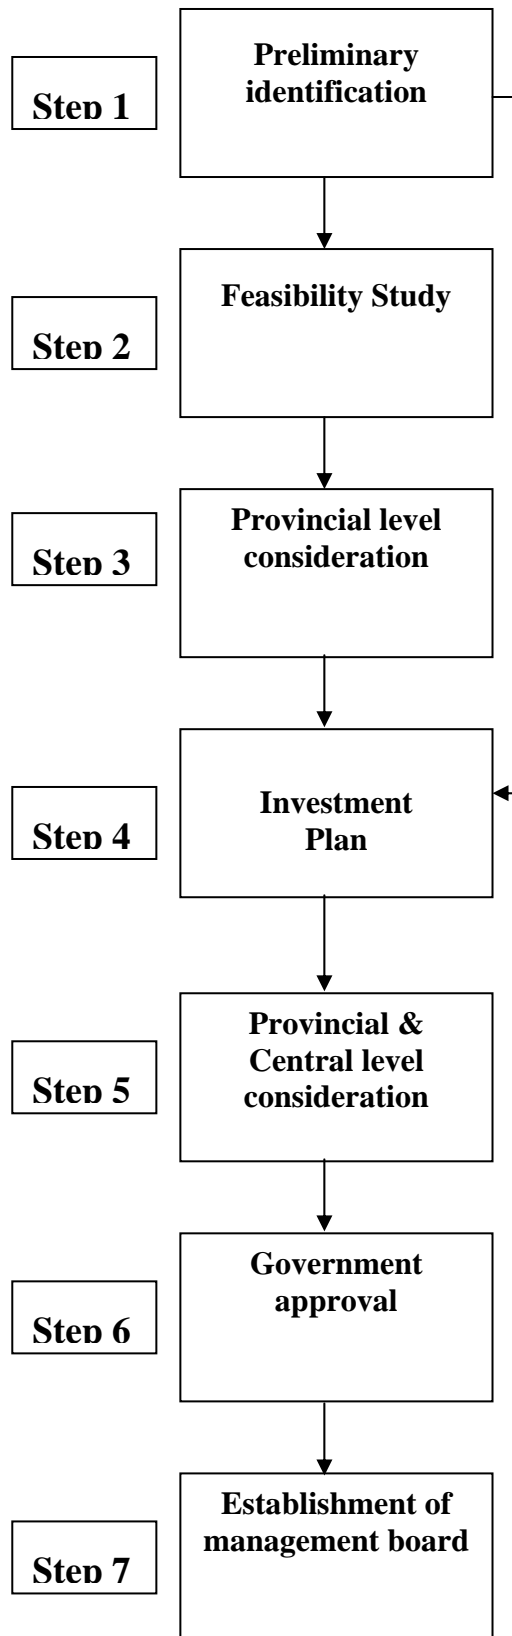 Step 1
Preliminary
identification
Step 2
Feasibility Study
Step 3
Provincial level
consideration
Step 4
Investment
Plan
Step 5
Provincial &
Central level
consideration
Step 6
Government
approval
Step 7
Establishment of
management board